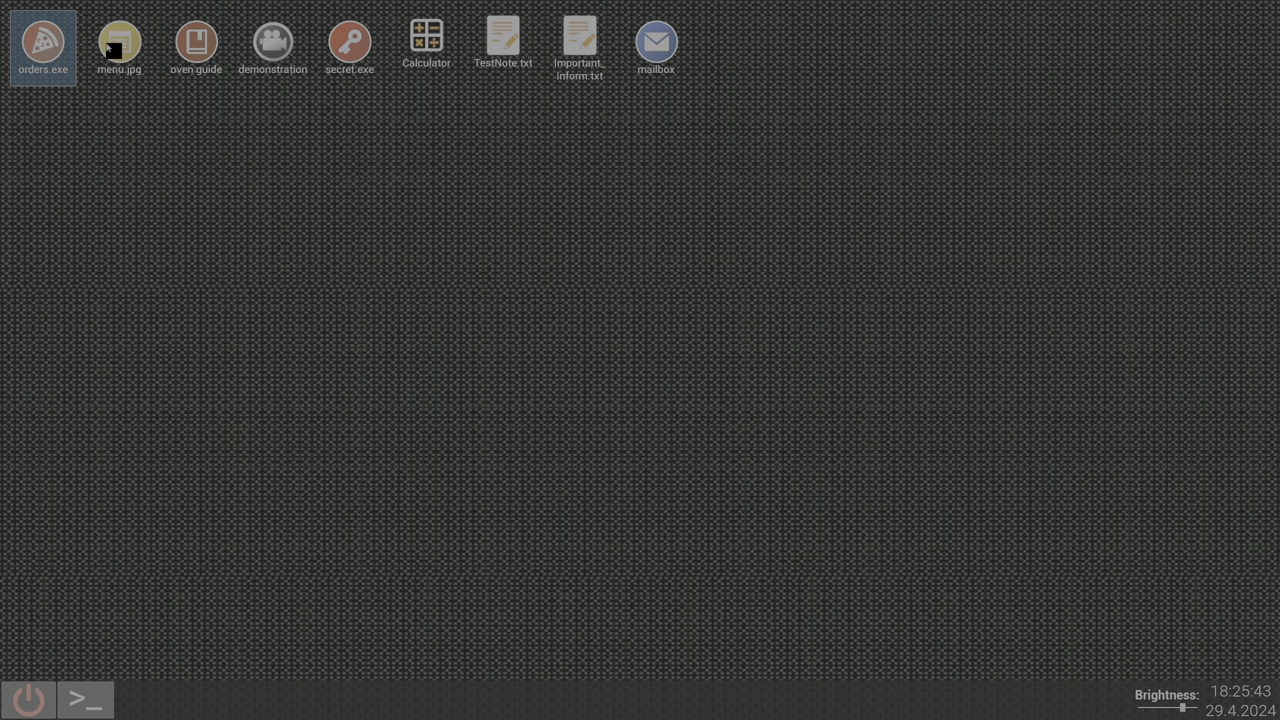 orders.exe
menu.jpg
oven guide
demonstration
secret.exe
Calculator
TestNote.txt
Important_
Inform.txt
mailbox
>_
Brightness:
18:25:43
29.4.2024